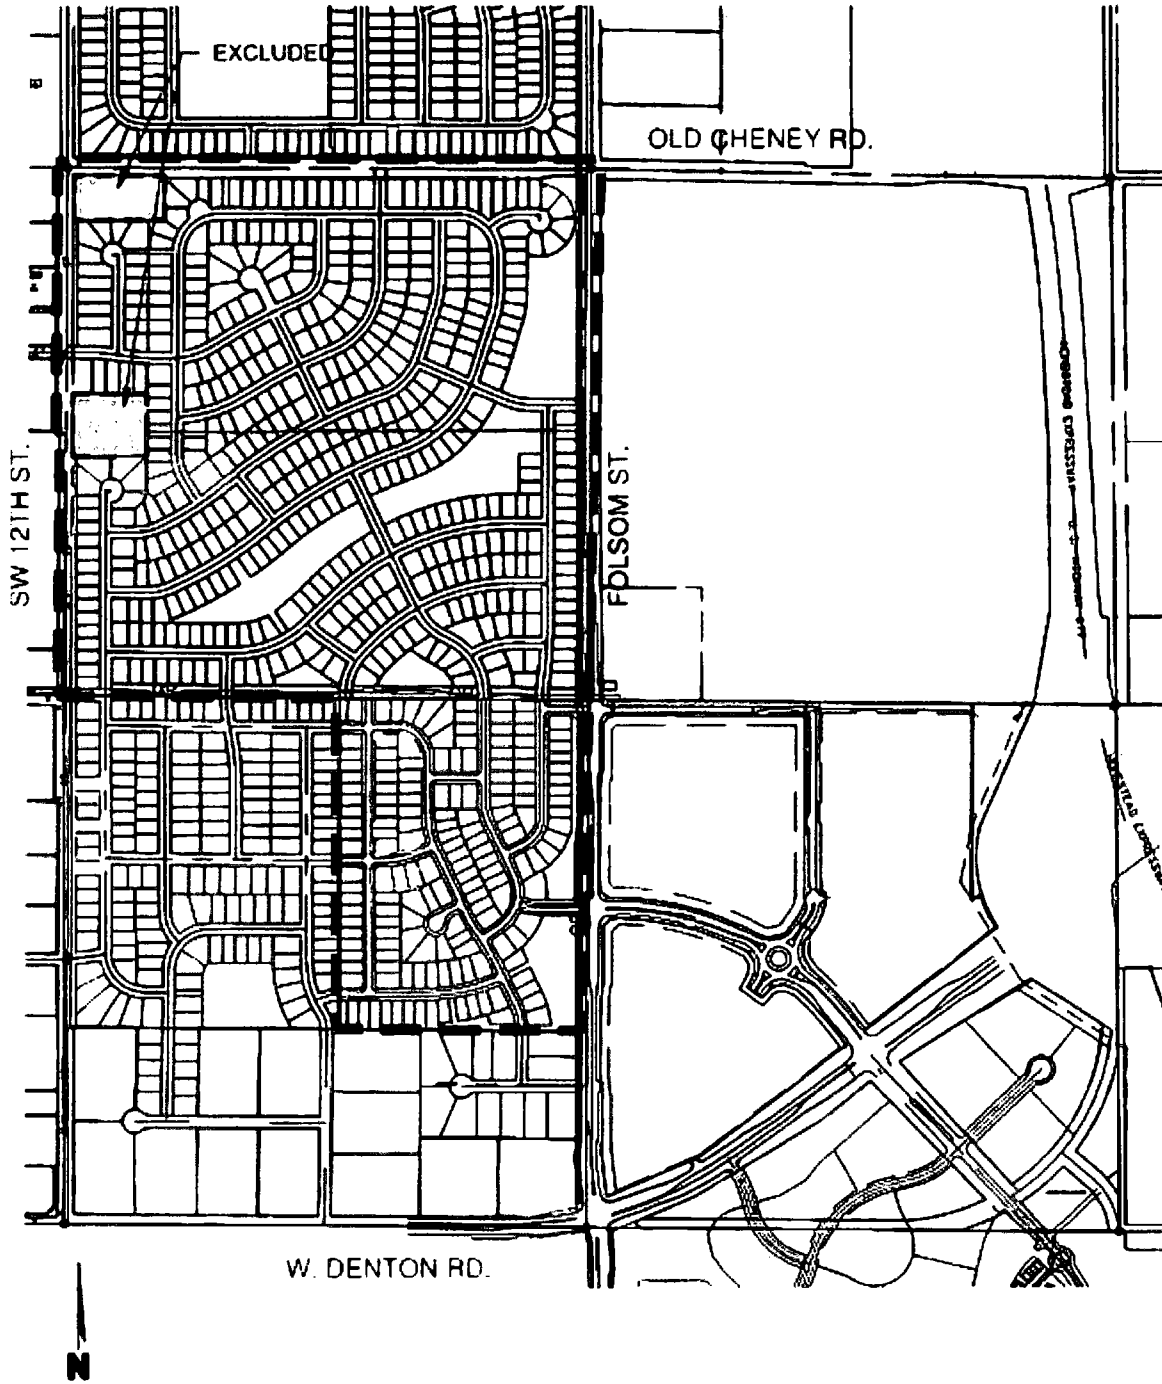 EXCLUDED
OLD CHENEY RD.
SW 12TH ST.
FOLSOM ST.
W. DENTON RD.
N